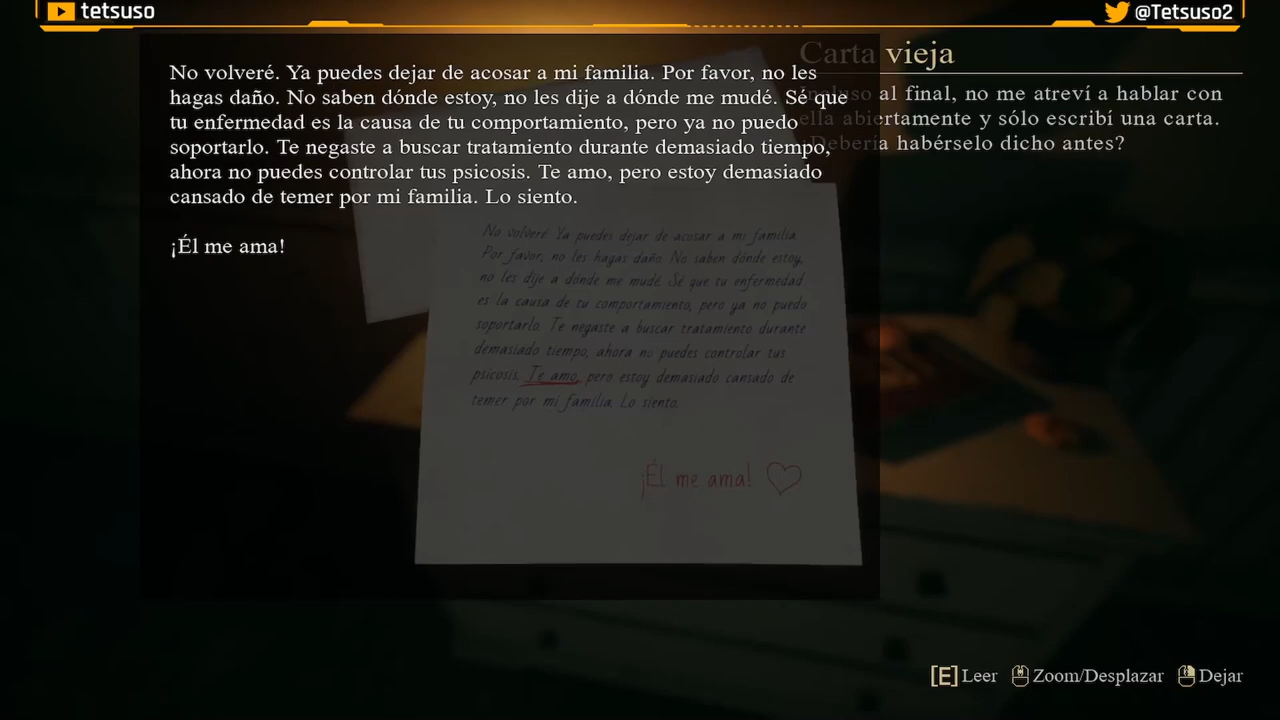 tetsuso
@Tetsuso2
Carta vieja
Incluso al final, no me atreví a hablar con
ella abiertamente y sólo escribí una carta.
¿Debería habérselo dicho antes?
No volveré. Ya puedes dejar de acosar a mi familia. Por favor, no les
hagas daño. No saben dónde estoy, no les dije a dónde me mudé. Sé que
tu enfermedad es la causa de tu comportamiento, pero ya no puedo
soportarlo. Te negaste a buscar tratamiento durante demasiado tiempo,
ahora no puedes controlar tus psicosis. Te amo, pero estoy demasiado
cansado de temer por mi familia. Lo siento.
¡Él me ama!
No volveré. Ya puedes dejar de acosar a mi familia.
Por favor, no les hagas daño. No saben dónde estoy,
no les dije a dónde me mudé. Sé que tu enfermedad
es la causa de tu comportamiento, pero ya no puedo
soportarlo. Te negaste a buscar tratamiento durante
demasiado tiempo, ahora no puedes controlar tus
psicosis. Te amo, pero estoy demasiado cansado de
temer por mi familia. Lo siento.
¡Él me ama!
[E] Leer Zoom/Desplazar Dejar